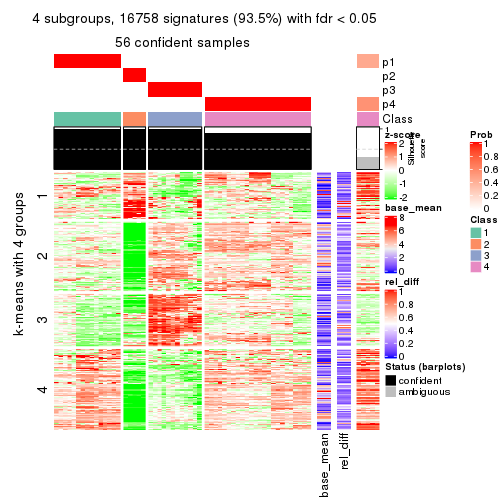 4 subgroups, 16758 signatures (93.5%) with fdr < 0.05
56 confident samples
p1
p2
p3
p4
Class
1
0
Silhouette
score
k-means with 4 groups
1
2
3
4
base_mean
rel_diff
z-score
2
1
0
-1
-2
base_mean
8
6
4
2
0
rel_diff
1
0.8
0.6
0.4
0.2
0
Status (barplots)
confident
ambiguous
Prob
1
0.8
0.6
0.4
0.2
0
Class
1
2
3
4